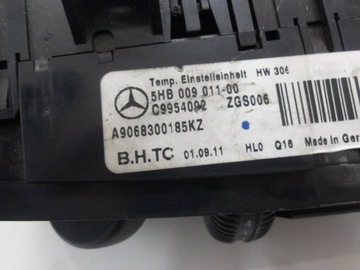 Temp. Einstelleinheit HW 306
5HB 009 011-00
C9954002 ZGS006
A9068300185KZ
B.H.TC 01.09.11 HL0 Q16 Made in Ger